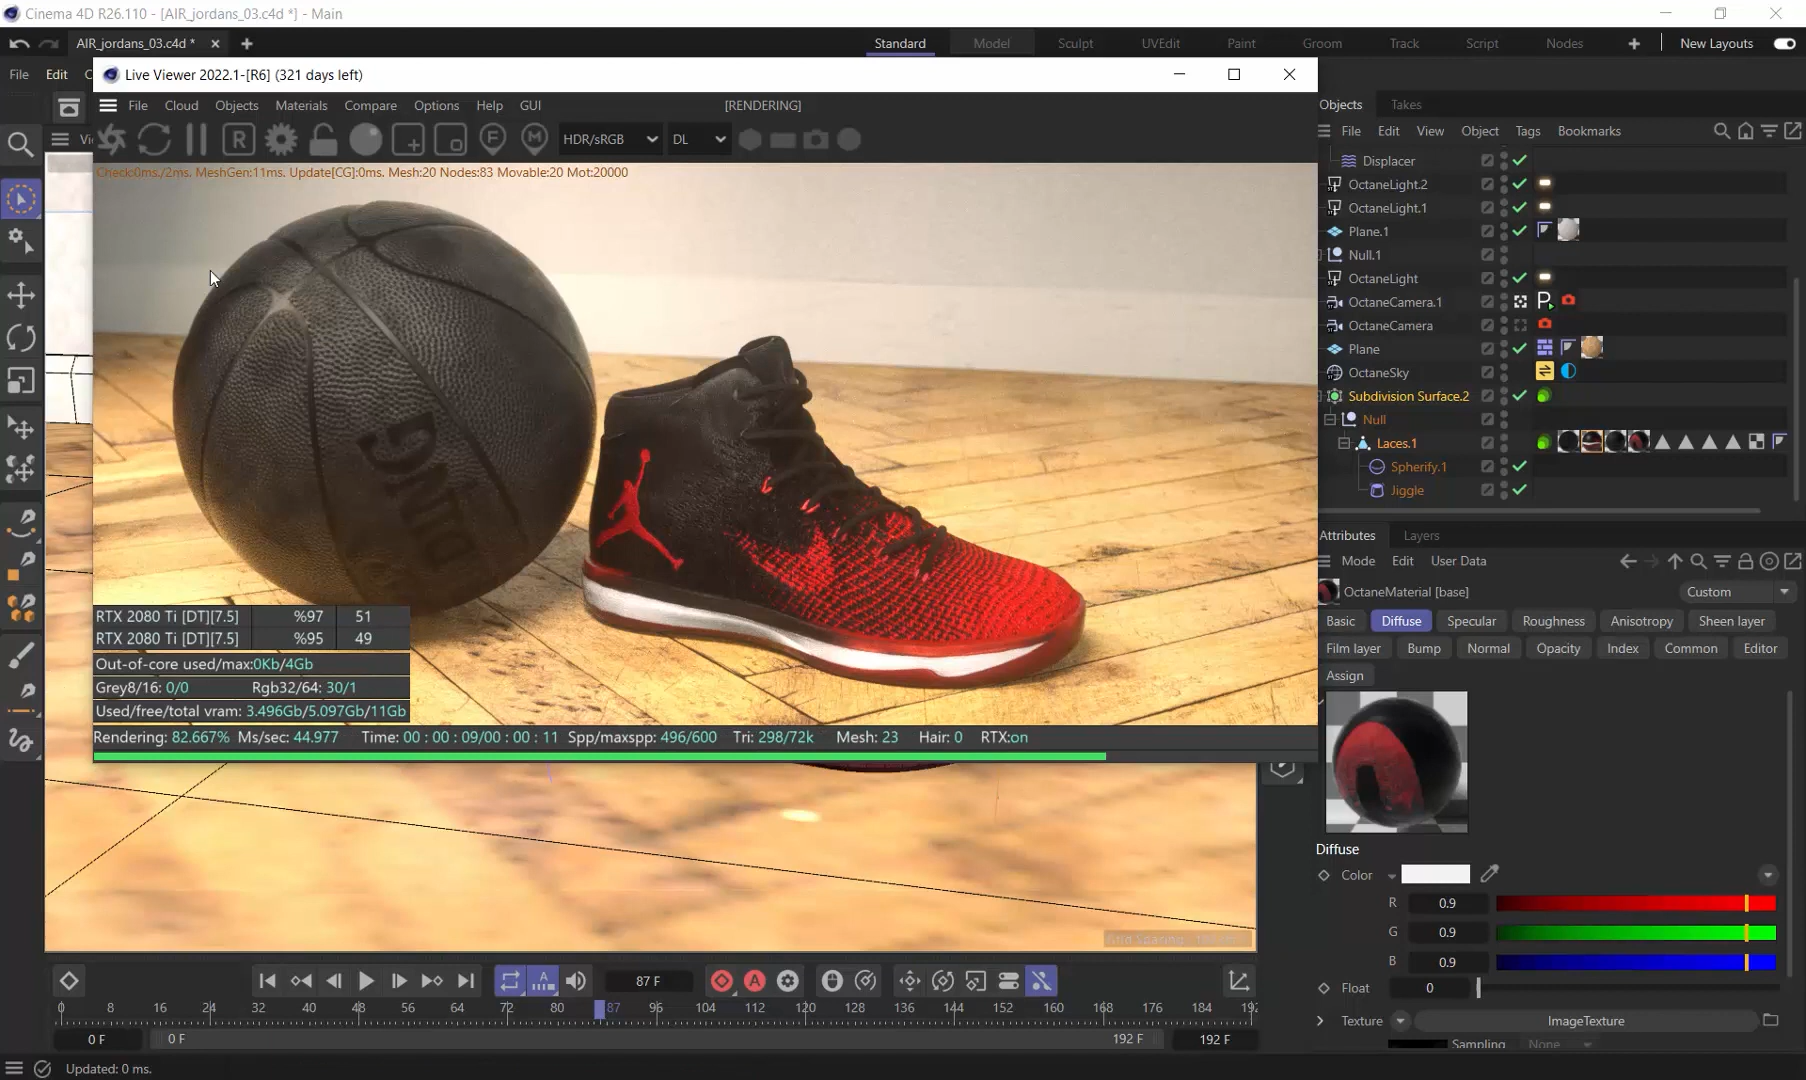 Cinema 4D R26.110 - [AIR_jordans_03.c4d *] - Main
AIR_jordans_03.c4d *
Standard Model Sculpt UVEdit Paint Groom Track Script Nodes New Layouts
File Edit
Live Viewer 2022.1-[R6] (321 days left)
File Cloud Objects Materials Compare Options Help GUI [RENDERING]
HDR/sRGB DL
Check:0ms./2ms. MeshGen:11ms. Update[CG]:0ms. Mesh:20 Nodes:83 Movable:20 Mot:20000
RTX 2080 Ti [DT][7.5] %97 51
RTX 2080 Ti [DT][7.5] %95 49
Out-of-core used/max:0Kb/4Gb
Grey8/16: 0/0 Rgb32/64: 30/1
Used/free/total vram: 3.496Gb/5.097Gb/11Gb
Rendering: 82.667% Ms/sec: 44.977 Time: 00 : 00 : 09/00 : 00 : 11 Spp/maxspp: 496/600 Tri: 298/72k Mesh: 23 Hair: 0 RTX:on
Objects Takes
File Edit View Object Tags Bookmarks
Displacer
OctaneLight.2
OctaneLight.1
Plane.1
Null.1
OctaneLight
OctaneCamera.1
OctaneCamera
Plane
OctaneSky
Subdivision Surface.2
Null
Laces.1
Spherify.1
Jiggle
Attributes Layers
Mode Edit User Data
OctaneMaterial [base] Custom
Basic Diffuse Specular Roughness Anisotropy Sheen layer
Film layer Bump Normal Opacity Index Common Editor
Assign
Diffuse
Color
R 0.9
G 0.9
B 0.9
Float 0
Texture ImageTexture
Sampling None
87 F
0 8 16 24 32 40 48 56 64 72 80 87 96 104 112 120 128 136 144 152 160 168 176 184 192
0 F 0 F 192 F 192 F
Updated: 0 ms.